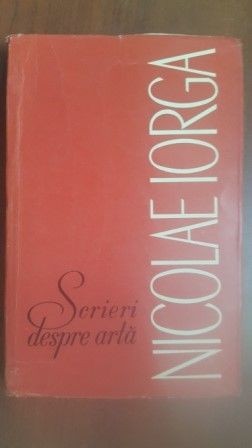 NICOLAE IORGA
Scrieri
despre artă